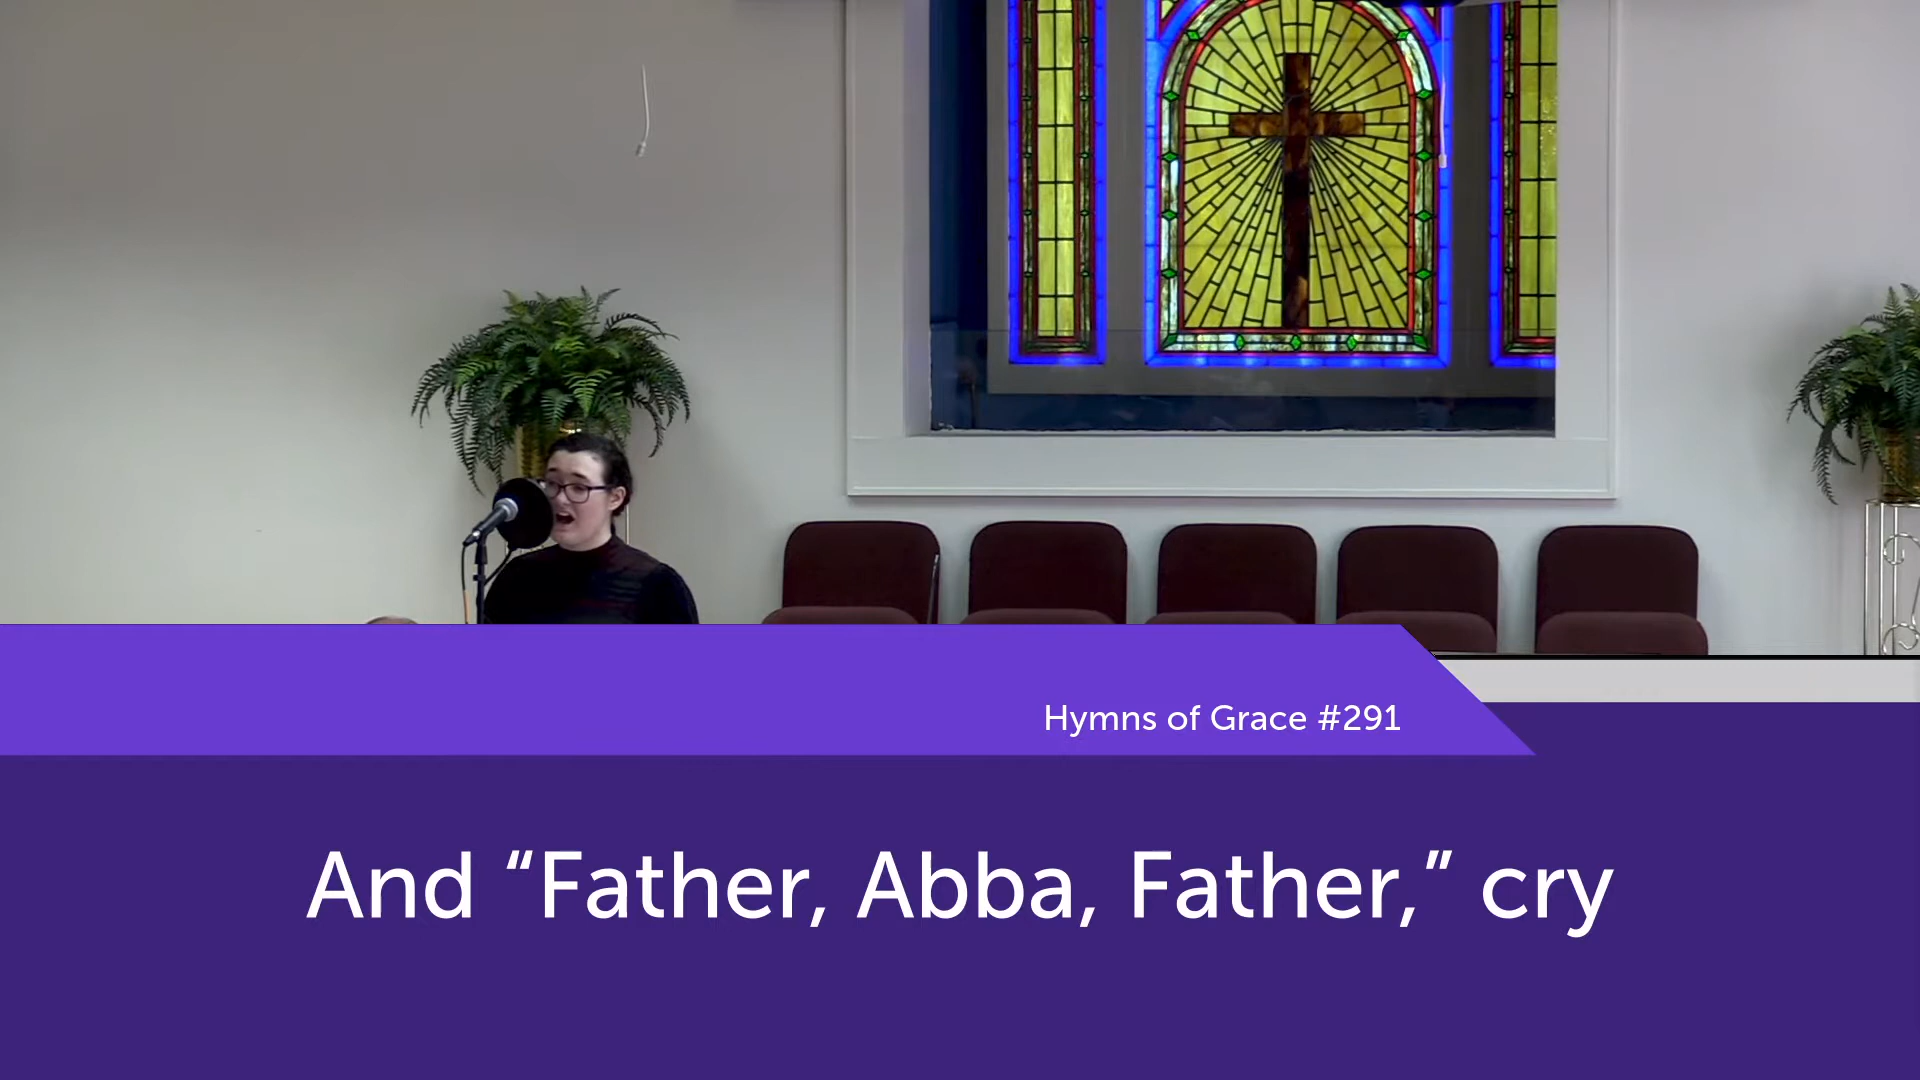 Hymns of Grace #291
And “Father, Abba, Father,” cry